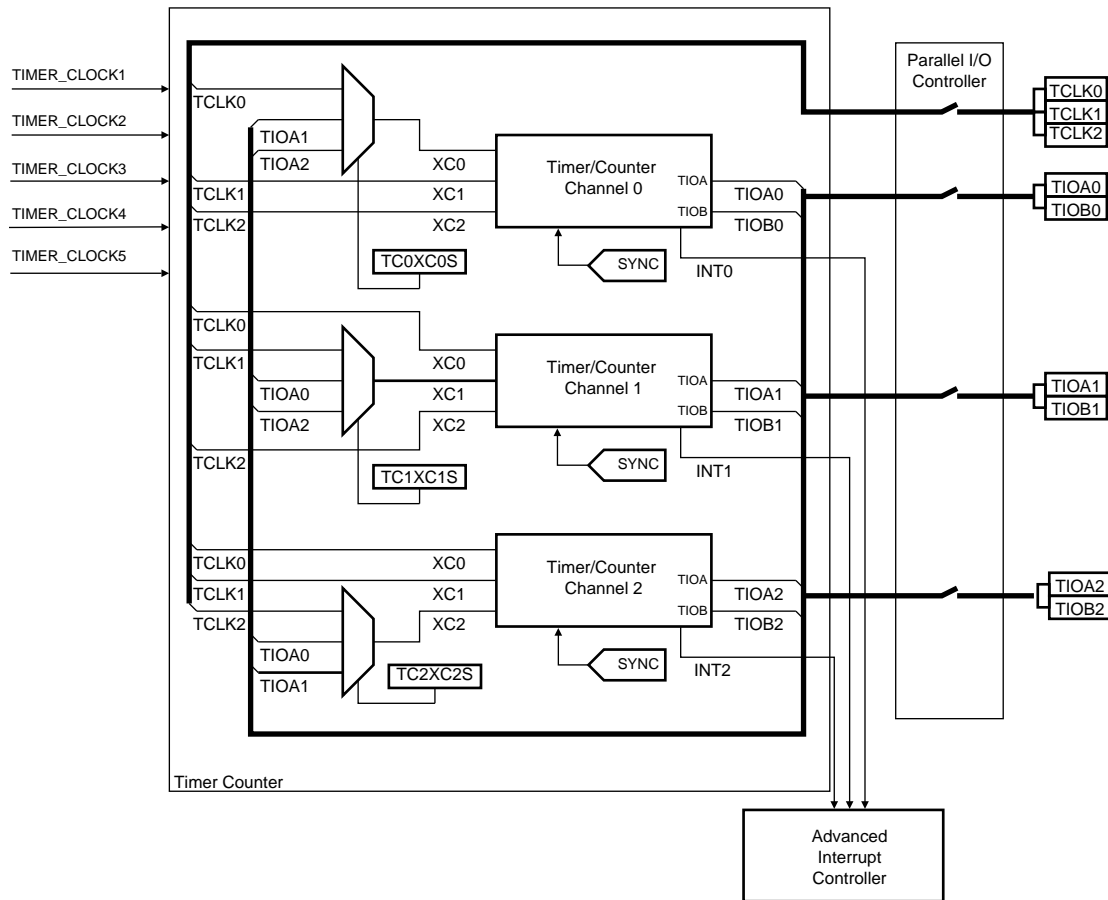 Parallel I/O
Controller
TIMER_CLOCK1
TIMER_CLOCK2
TIMER_CLOCK3
TIMER_CLOCK4
TIMER_CLOCK5
TCLK0
TIOA1
TIOA2
TCLK1
TCLK2
XC0
XC1
XC2
TC0XC0S
Timer/Counter
Channel 0
TIOA
TIOB
TIOA0
TIOB0
SYNC
INT0
TCLK0
TCLK1
TIOA0
TIOA2
TCLK2
XC0
XC1
XC2
TC1XC1S
Timer/Counter
Channel 1
TIOA
TIOB
TIOA1
TIOB1
SYNC
INT1
TCLK0
TCLK1
TCLK2
TIOA0
TIOA1
XC0
XC1
XC2
TC2XC2S
Timer/Counter
Channel 2
TIOA
TIOB
TIOA2
TIOB2
SYNC
INT2
TCLK0
TCLK1
TCLK2
TIOA0
TIOB0
TIOA1
TIOB1
TIOA2
TIOB2
Timer Counter
Advanced
Interrupt
Controller